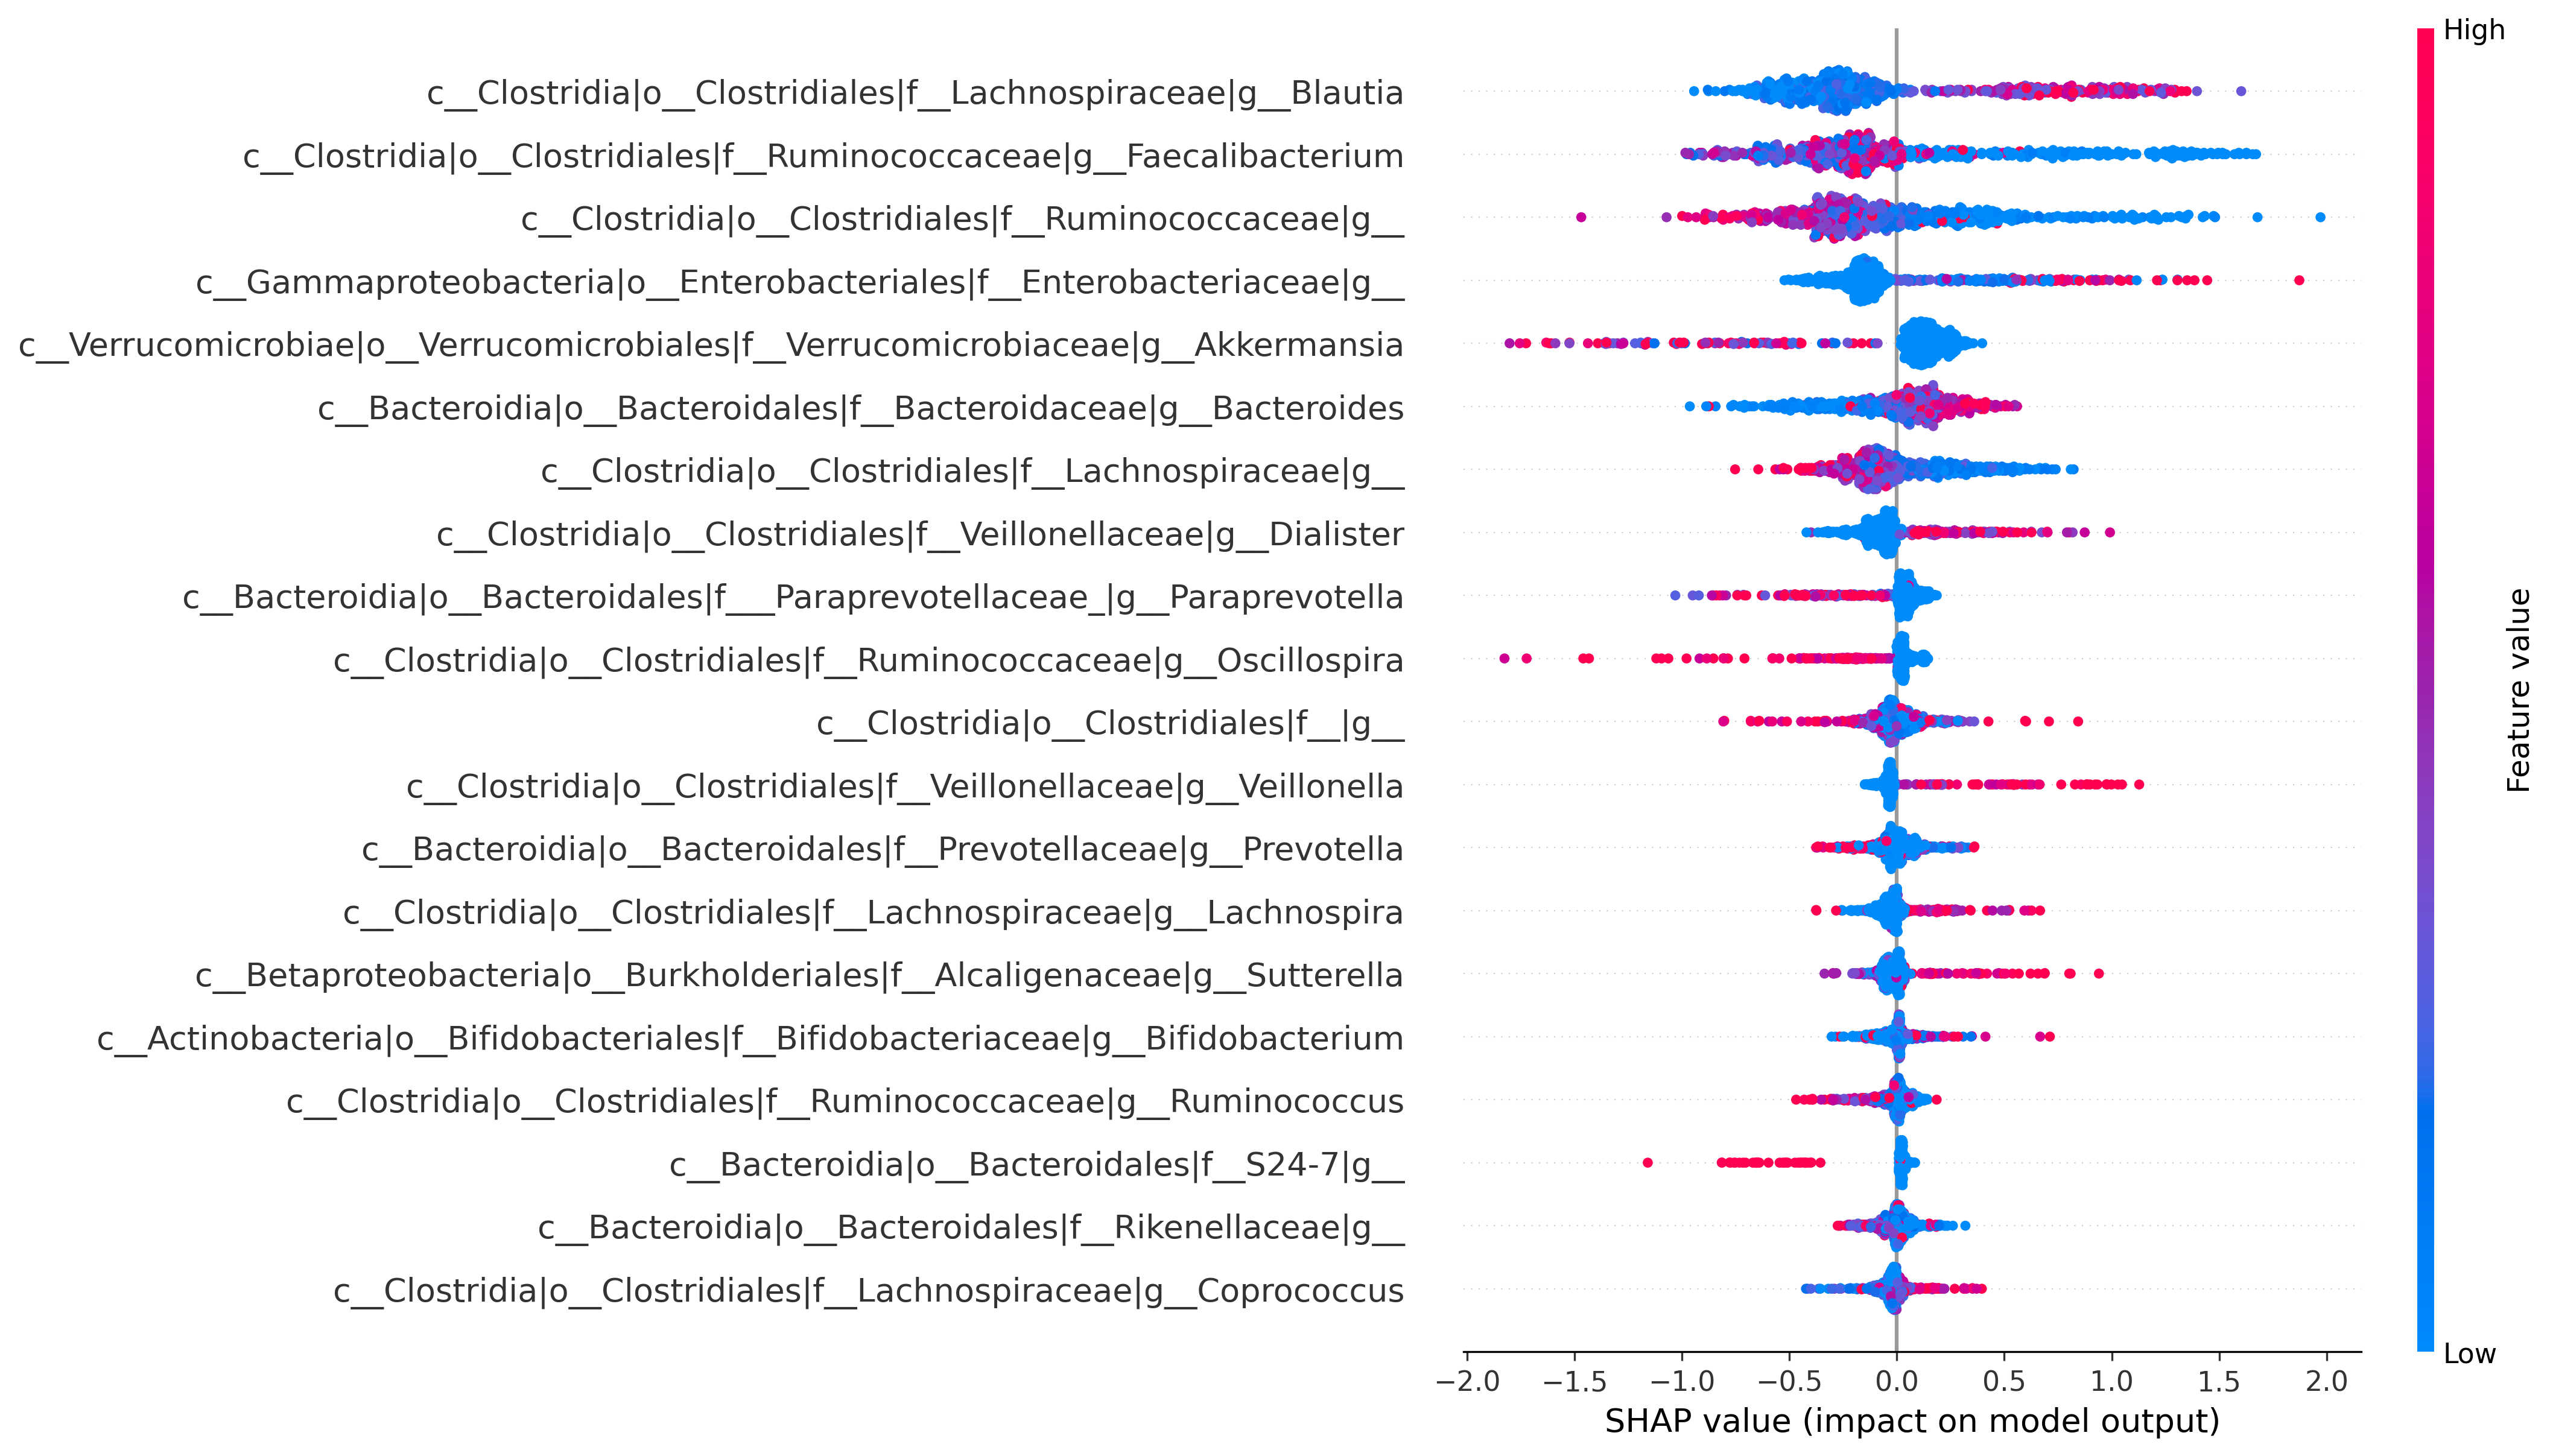 High
c__Clostridia|o__Clostridiales|f__Lachnospiraceae|g__Blautia
c__Clostridia|o__Clostridiales|f__Ruminococcaceae|g__Faecalibacterium
c__Clostridia|o__Clostridiales|f__Ruminococcaceae|g__
c__Gammaproteobacteria|o__Enterobacteriales|f__Enterobacteriaceae|g__
c__Verrucomicrobiae|o__Verrucomicrobiales|f__Verrucomicrobiaceae|g__Akkermansia
c__Bacteroidia|o__Bacteroidales|f__Bacteroidaceae|g__Bacteroides
c__Clostridia|o__Clostridiales|f__Lachnospiraceae|g__
c__Clostridia|o__Clostridiales|f__Veillonellaceae|g__Dialister
c__Bacteroidia|o__Bacteroidales|f___Paraprevotellaceae_|g__Paraprevotella
c__Clostridia|o__Clostridiales|f__Ruminococcaceae|g__Oscillospira
c__Clostridia|o__Clostridiales|f__|g__
c__Clostridia|o__Clostridiales|f__Veillonellaceae|g__Veillonella
c__Bacteroidia|o__Bacteroidales|f__Prevotellaceae|g__Prevotella
c__Clostridia|o__Clostridiales|f__Lachnospiraceae|g__Lachnospira
c__Betaproteobacteria|o__Burkholderiales|f__Alcaligenaceae|g__Sutterella
c__Actinobacteria|o__Bifidobacteriales|f__Bifidobacteriaceae|g__Bifidobacterium
c__Clostridia|o__Clostridiales|f__Ruminococcaceae|g__Ruminococcus
c__Bacteroidia|o__Bacteroidales|f__S24-7|g__
c__Bacteroidia|o__Bacteroidales|f__Rikenellaceae|g__
c__Clostridia|o__Clostridiales|f__Lachnospiraceae|g__Coprococcus
Feature value
Low
−2.0 −1.5 −1.0 −0.5 0.0 0.5 1.0 1.5 2.0
SHAP value (impact on model output)